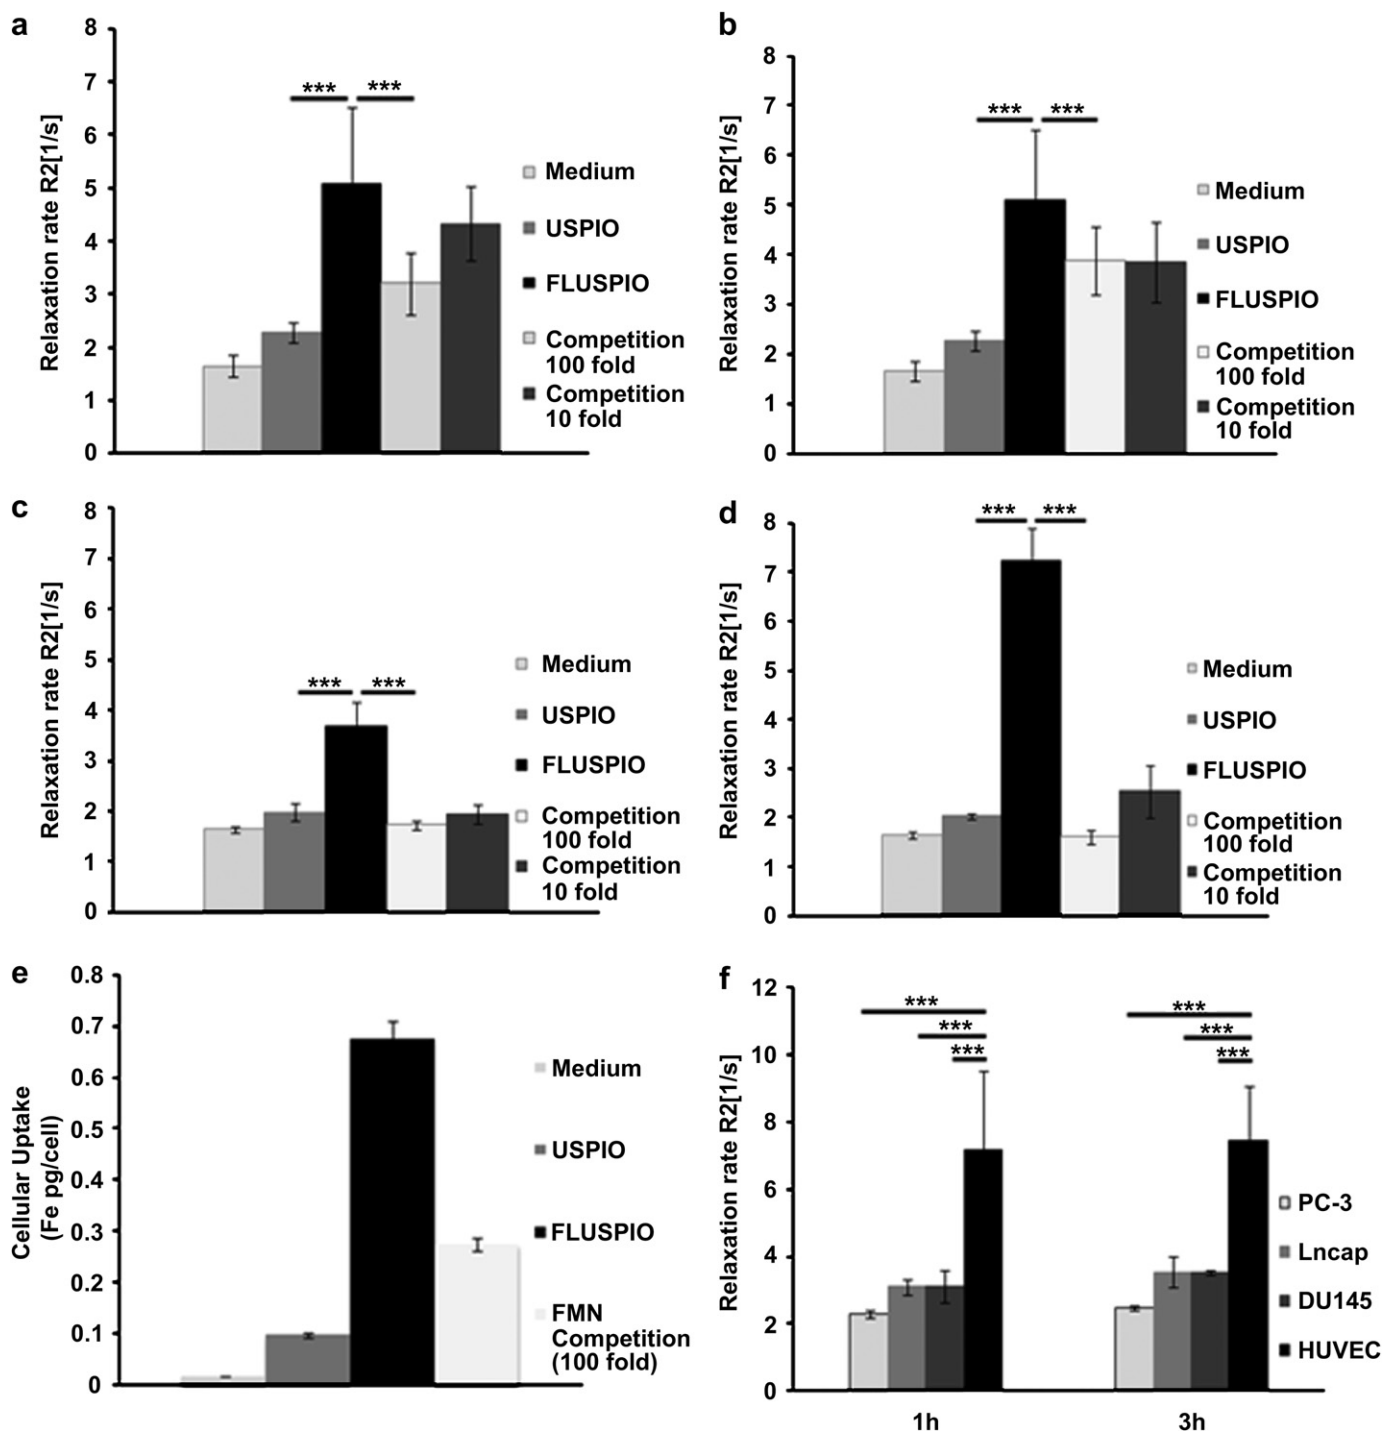 a
Relaxation rate R2[1/s]
8
7
6
5
4
3
2
1
0
*** ***
Medium
USPIO
FLUSPIO
Competition
100 fold
Competition
10 fold
b
Relaxation rate R2[1/s]
8
7
6
5
4
3
2
1
0
*** ***
Medium
USPIO
FLUSPIO
Competition
100 fold
Competition
10 fold
c
Relaxation rate R2[1/s]
8
7
6
5
4
3
2
1
0
*** ***
Medium
USPIO
FLUSPIO
Competition
100 fold
Competition
10 fold
d
Relaxation rate R2[1/s]
8
7
6
5
4
3
2
1
0
*** ***
Medium
USPIO
FLUSPIO
Competition
100 fold
Competition
10 fold
e
Cellular Uptake
(Fe pg/cell)
0.8
0.7
0.6
0.5
0.4
0.3
0.2
0.1
0
Medium
USPIO
FLUSPIO
FMN
Competition
(100 fold)
f
Relaxation rate R2[1/s]
12
10
8
6
4
2
0
***
***
***
***
***
***
PC-3
Lncap
DU145
HUVEC
1h
3h